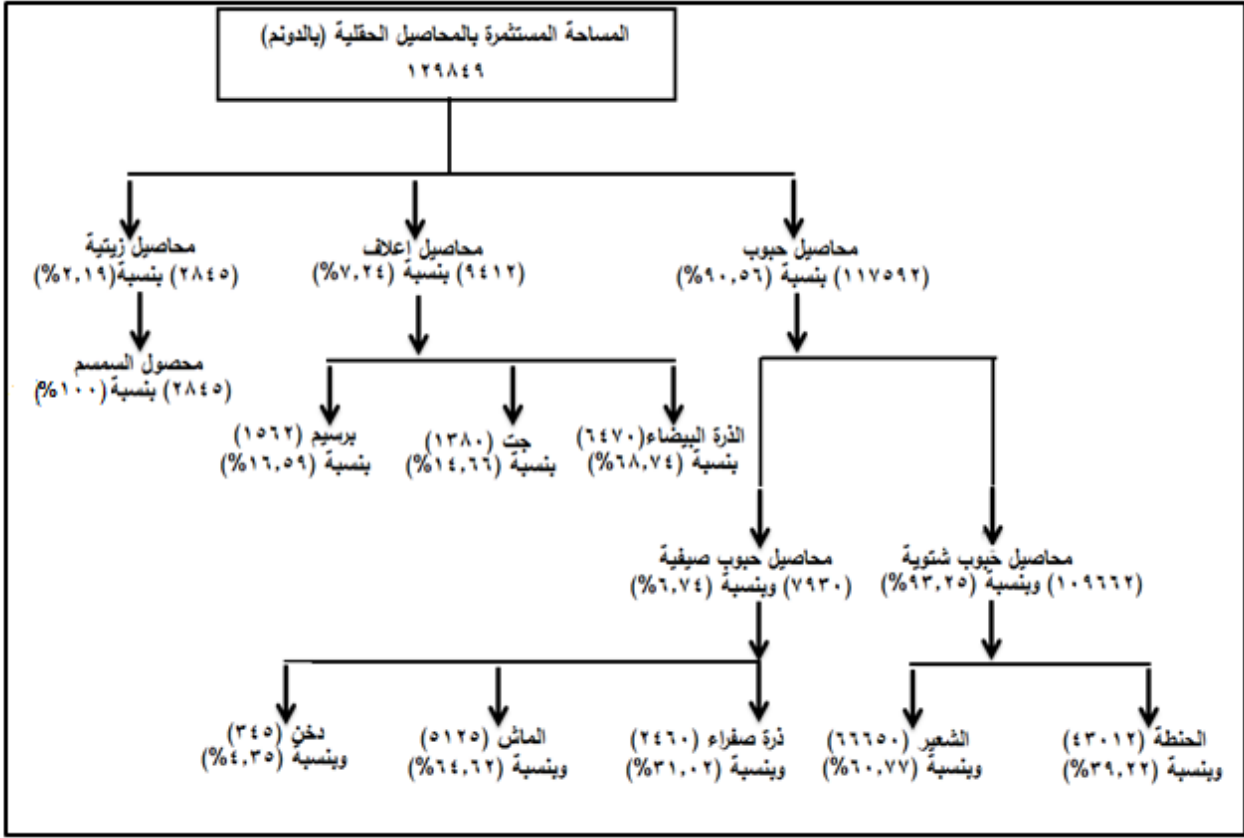 المساحة المستثمرة بالمحاصيل الحقلية (بالدونم)
١٢٩٨٤٩
محاصيل حبوب
(١١٧٥٩٢) بنسبة (٩٠,٥٦%)
محاصيل اعلاف
(٩٤١٢) بنسبة (٧,٢٤%)
محاصيل زيتية
(٢٨٤٥) بنسبة(٢,١٩%)
محصول السمسم
(٢٨٤٥) بنسبة(١٠٠%)
الذرة البيضاء(٦٤٧٠)
بنسبة (٦٨,٧٤%)
جت (١٣٨٠)
بنسبة (١٤,٦٦%)
برسيم (١٥٦٢)
بنسبة (١٦,٥٩%)
محاصيل حبوب شتوية
(١٠٩٦٦٢) وبنسبة (٩٣,٢٥%)
محاصيل حبوب صيفية
(٧٩٣٠) وبنسبة (٦,٧٤%)
الحنطة (٤٣٠١٢)
وبنسبة (٣٩,٢٢%)
الشعير (٦٦٦٥٠)
وبنسبة (٦٠,٧٧%)
ذرة صفراء (٢٤٦٠)
وبنسبة (٣١,٠٢%)
الماش (٥١٢٥)
وبنسبة (٦٤,٦٢%)
دخن (٣٤٥)
وبنسبة (٤,٣٥%)